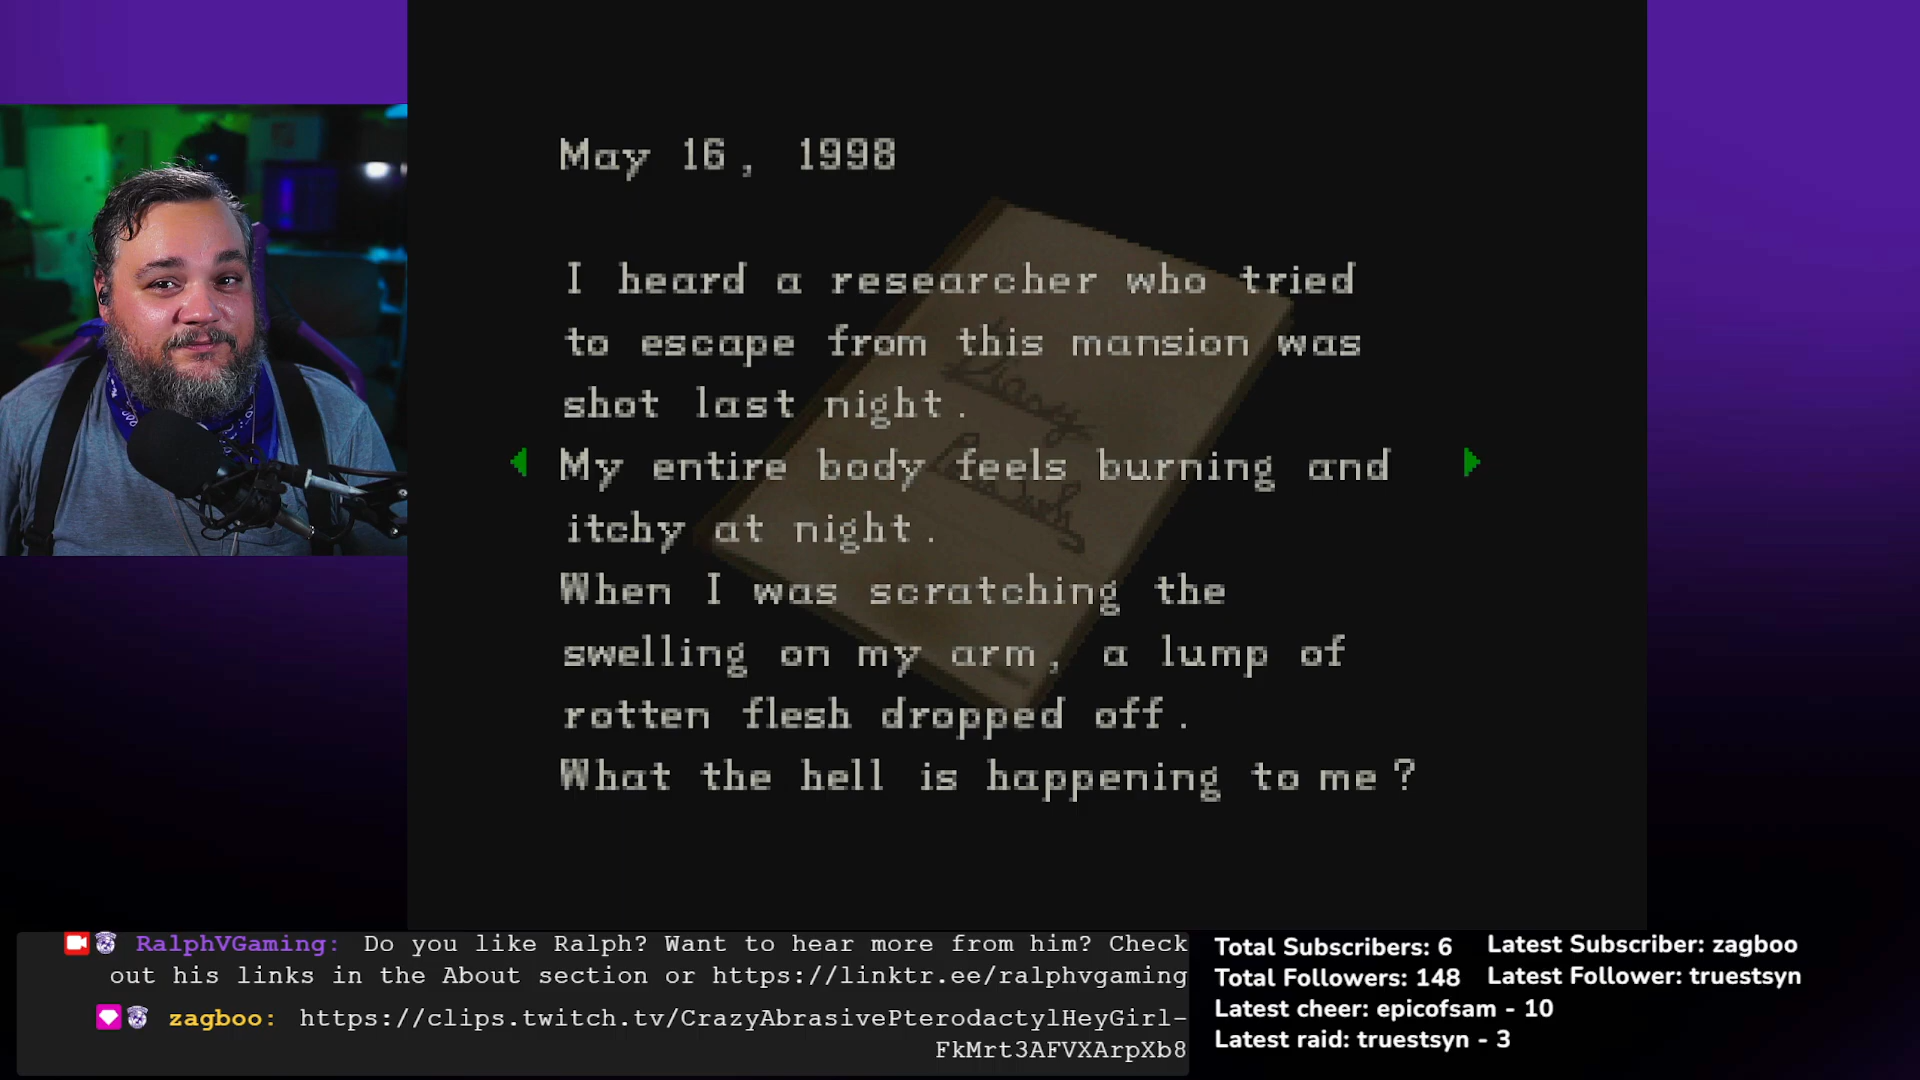 May 16, 1998
I heard a researcher who tried
to escape from this mansion was
shot last night.
My entire body feels burning and
itchy at night.
When I was scratching the
swelling on my arm, a lump of
rotten flesh dropped off.
What the hell is happening to me?
Diary
RalphVGaming: Do you like Ralph? Want to hear more from him? Check
out his links in the About section or https://linktr.ee/ralphvgaming
zagboo: https://clips.twitch.tv/CrazyAbrasivePterodactylHeyGirl-
FkMrt3AFVXArpXb8
Total Subscribers: 6 Latest Subscriber: zagboo
Total Followers: 148 Latest Follower: truestsyn
Latest cheer: epicofsam - 10
Latest raid: truestsyn - 3